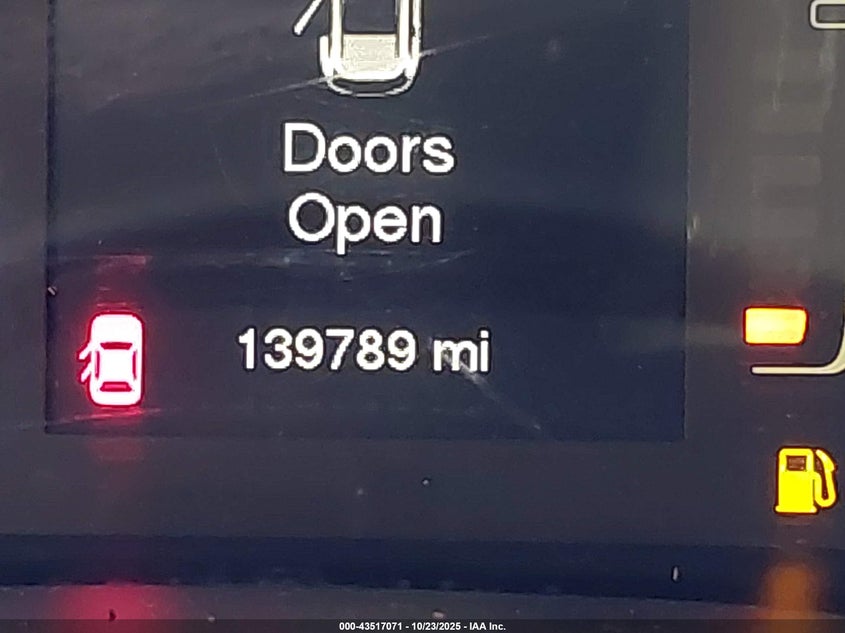 Doors
Open
139789 mi
000-43517071 - 10/23/2025 - IAA Inc.